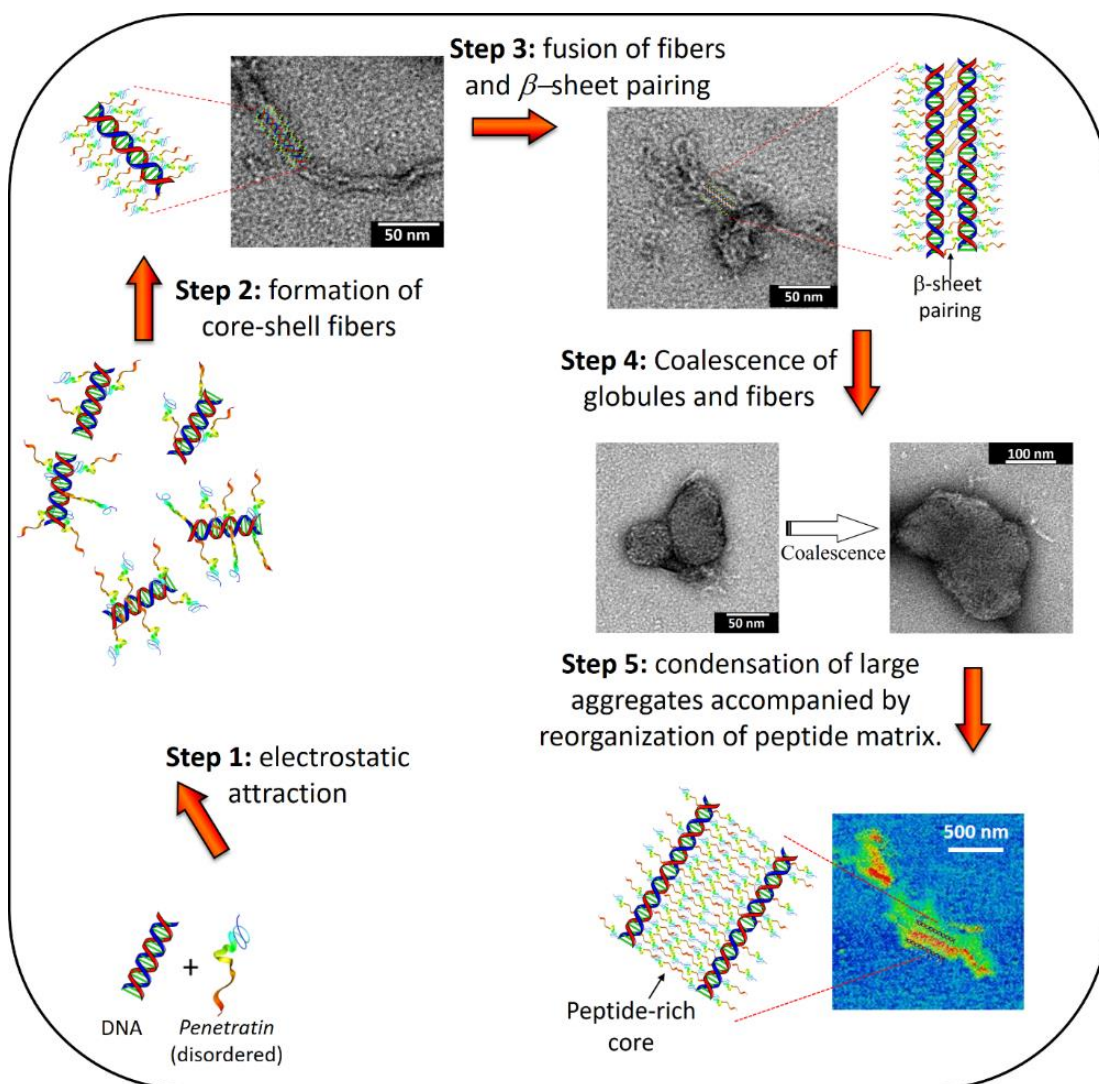 Step 3: fusion of fibers
and β–sheet pairing
50 nm
50 nm
β-sheet
pairing
Step 2: formation of
core-shell fibers
Step 4: Coalescence of
globules and fibers
100 nm
Coalescence
50 nm
Step 5: condensation of large
aggregates accompanied by
reorganization of peptide matrix.
Step 1: electrostatic
attraction
500 nm
+
DNA
Penetratin
(disordered)
Peptide-rich
core